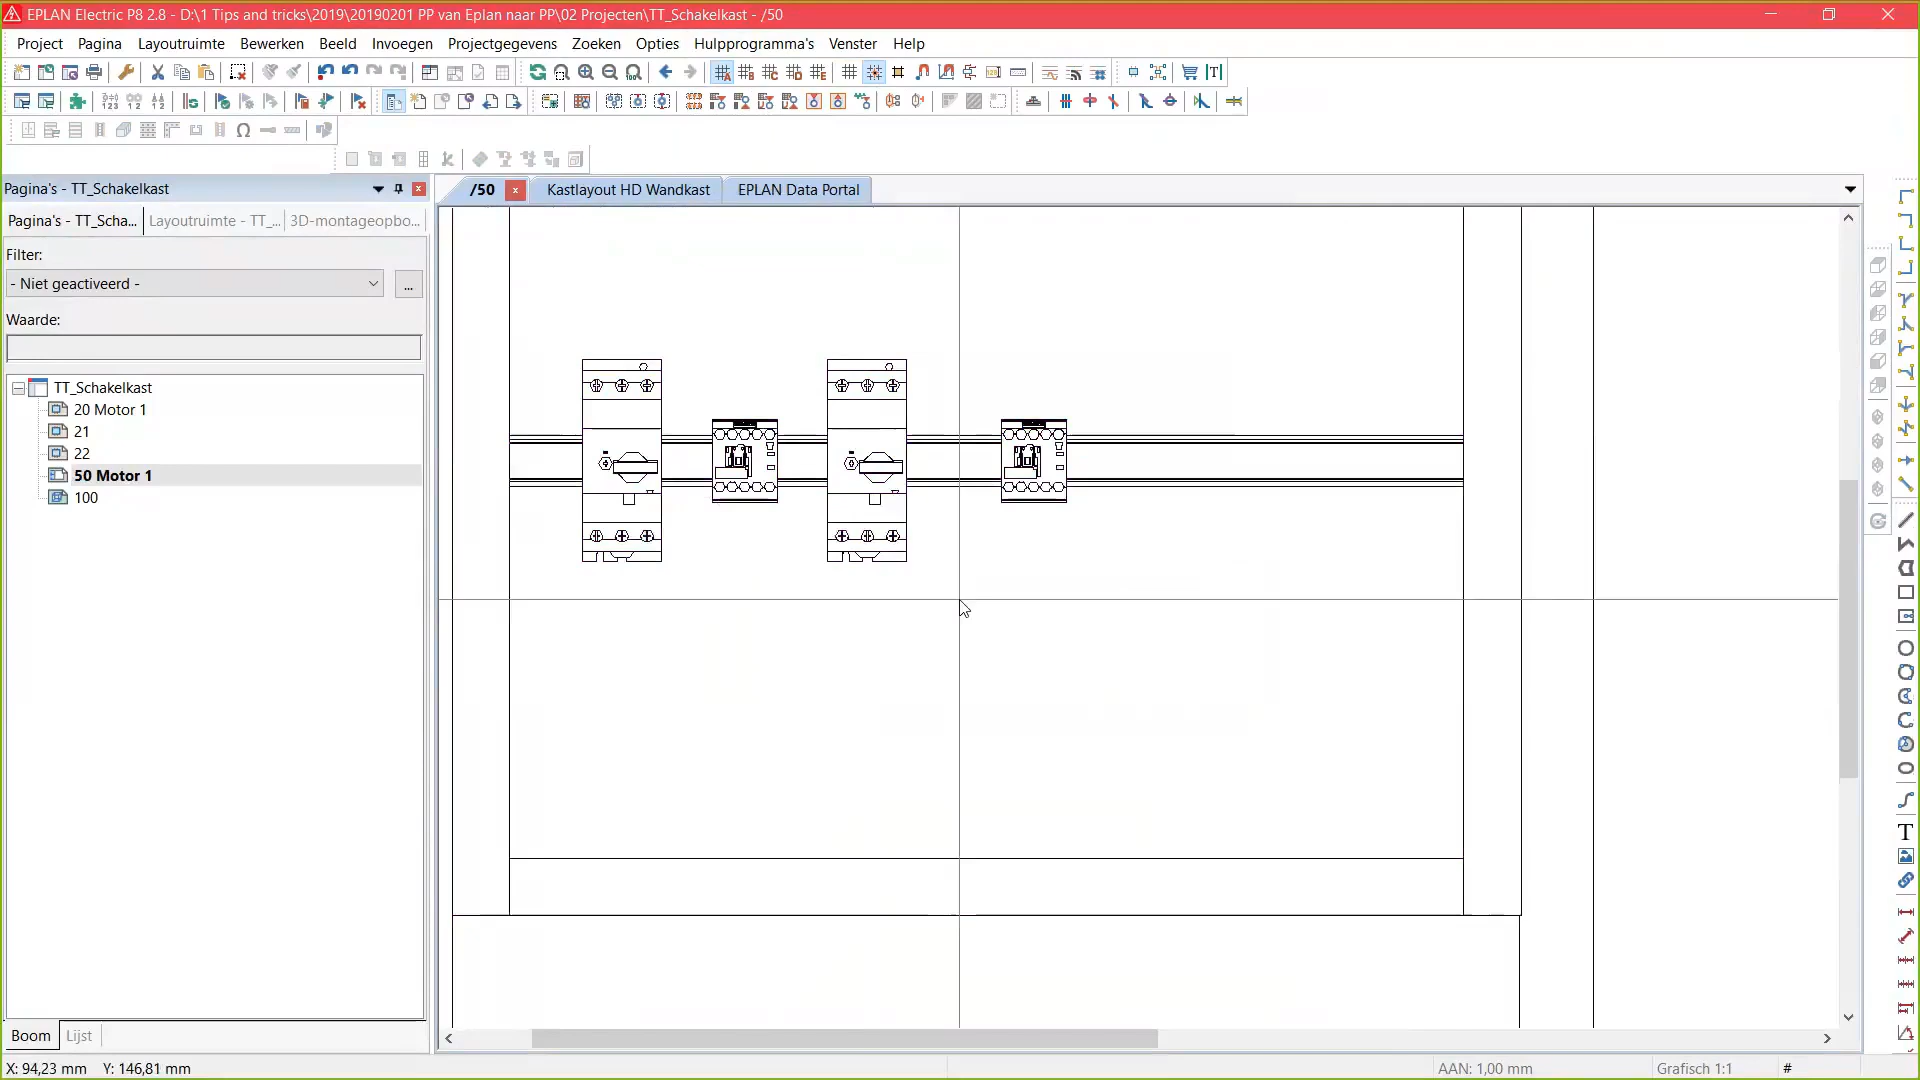 EPLAN Electric P8 2.8 - D:\1 Tips and tricks\2019\20190201 PP van Eplan naar PP\02 Projecten\TT_Schakelkast - /50
Project Pagina Layoutruimte Bewerken Beeld Invoegen Projectgegevens Zoeken Opties Hulpprogramma's Venster Help
Pagina's - TT_Schakelkast
/50 Kastlayout HD Wandkast EPLAN Data Portal
Pagina's - TT_Scha... Layoutruimte - TT_... 3D-montageopbo...
Filter:
- Niet geactiveerd -
...
Waarde:
TT_Schakelkast
20 Motor 1
21
22
50 Motor 1
100
T
Boom Lijst
X: 94,23 mm Y: 146,81 mm
AAN: 1,00 mm Grafisch 1:1 #